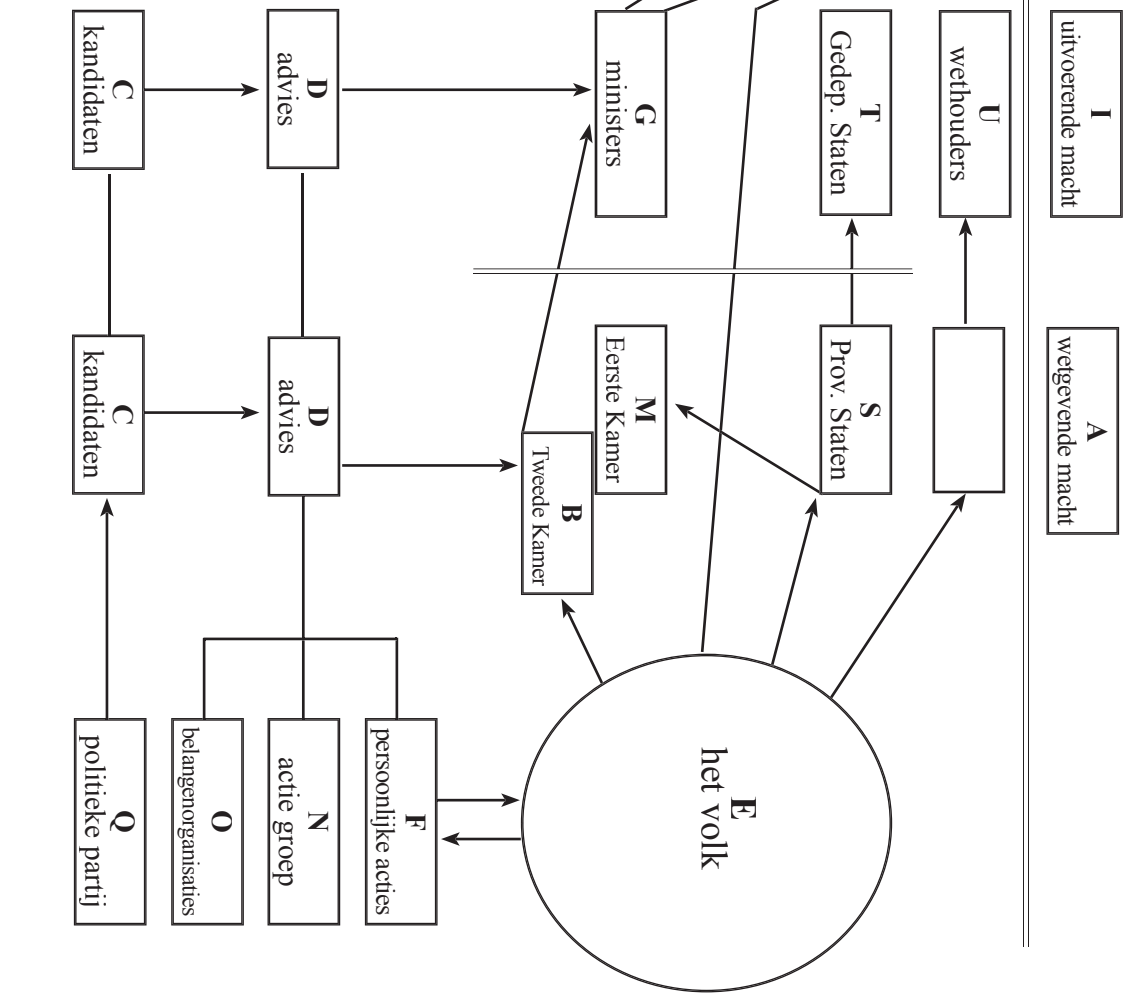 I
uitvoerende macht
A
wetgevende macht
U
wethouders
T
Gedep. Staten
S
Prov. Staten
E
het volk
G
ministers
M
Eerste Kamer
B
Tweede Kamer
F
persoonlijke acties
D
advies
D
advies
N
actie groep
O
belangenorganisaties
C
kandidaten
C
kandidaten
Q
politieke partij